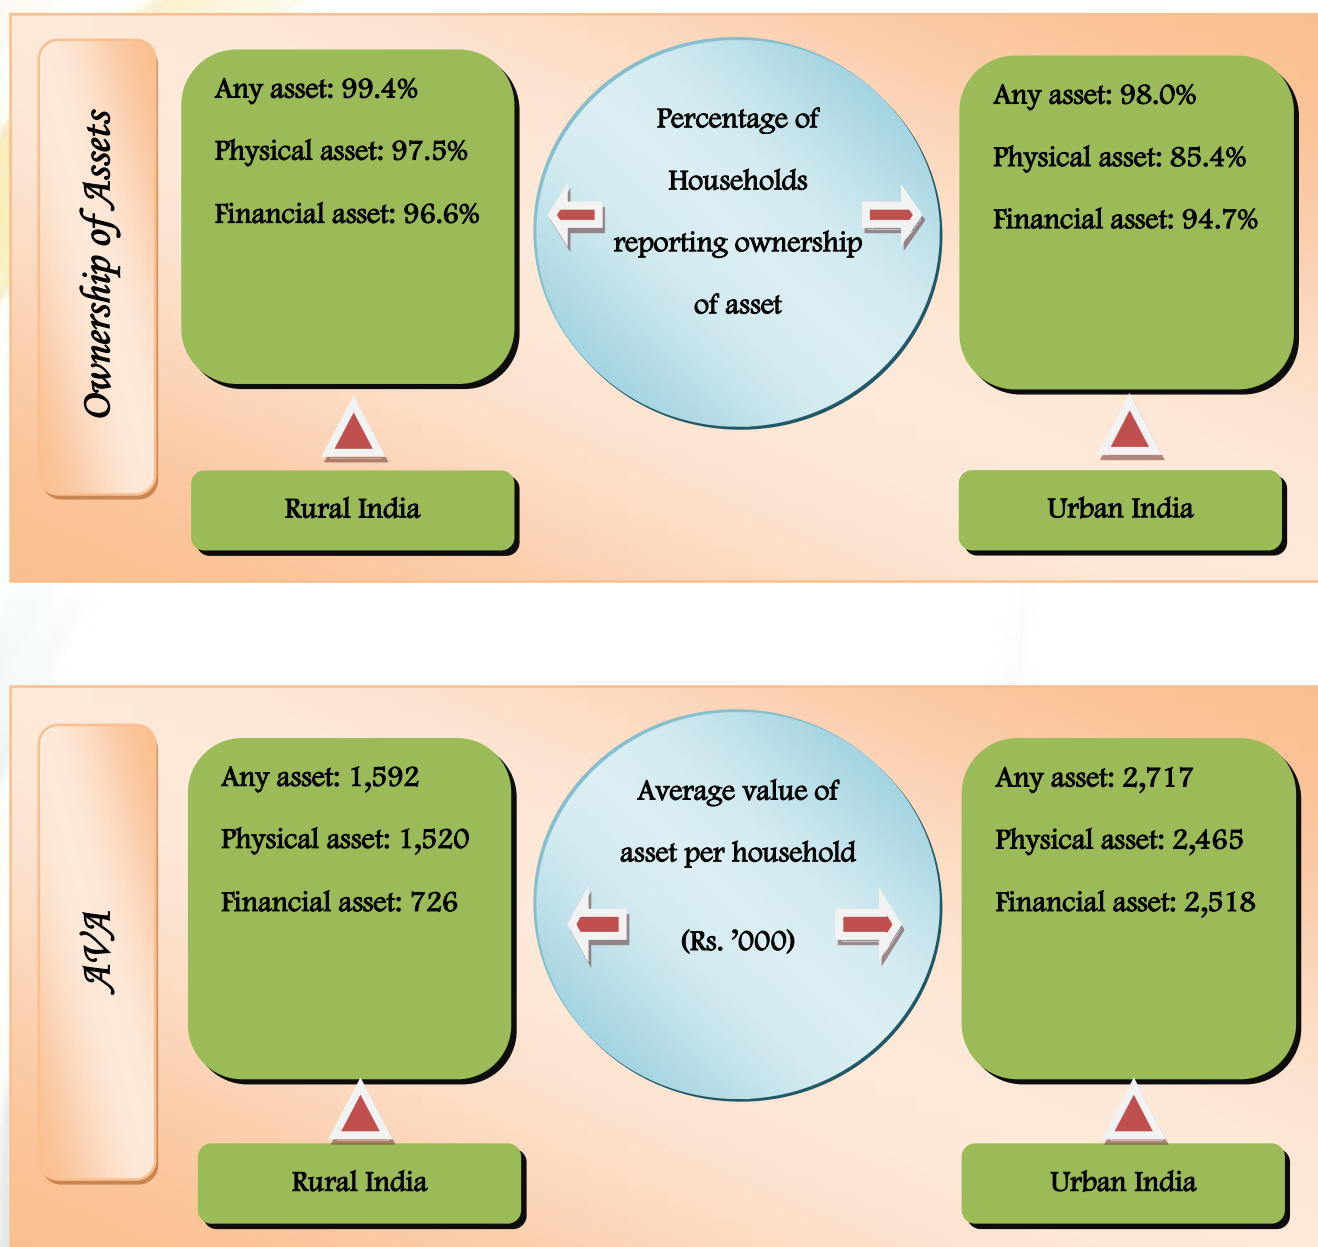 Ownership of Assets
Any asset: 99.4%
Physical asset: 97.5%
Financial asset: 96.6%
Rural India
Percentage of
Households
reporting ownership
of asset
Any asset: 98.0%
Physical asset: 85.4%
Financial asset: 94.7%
Urban India
AVA
Any asset: 1,592
Physical asset: 1,520
Financial asset: 726
Rural India
Average value of
asset per household
(Rs. ’000)
Any asset: 2,717
Physical asset: 2,465
Financial asset: 2,518
Urban India